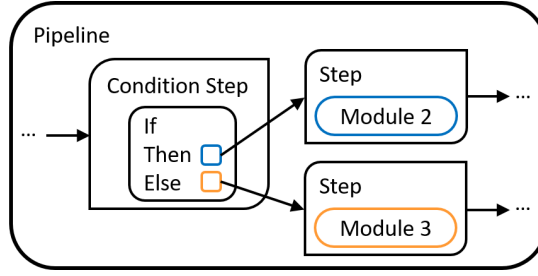 Pipeline
...
Condition Step
If
Then
Else
Step
Module 2
...
Step
Module 3
...